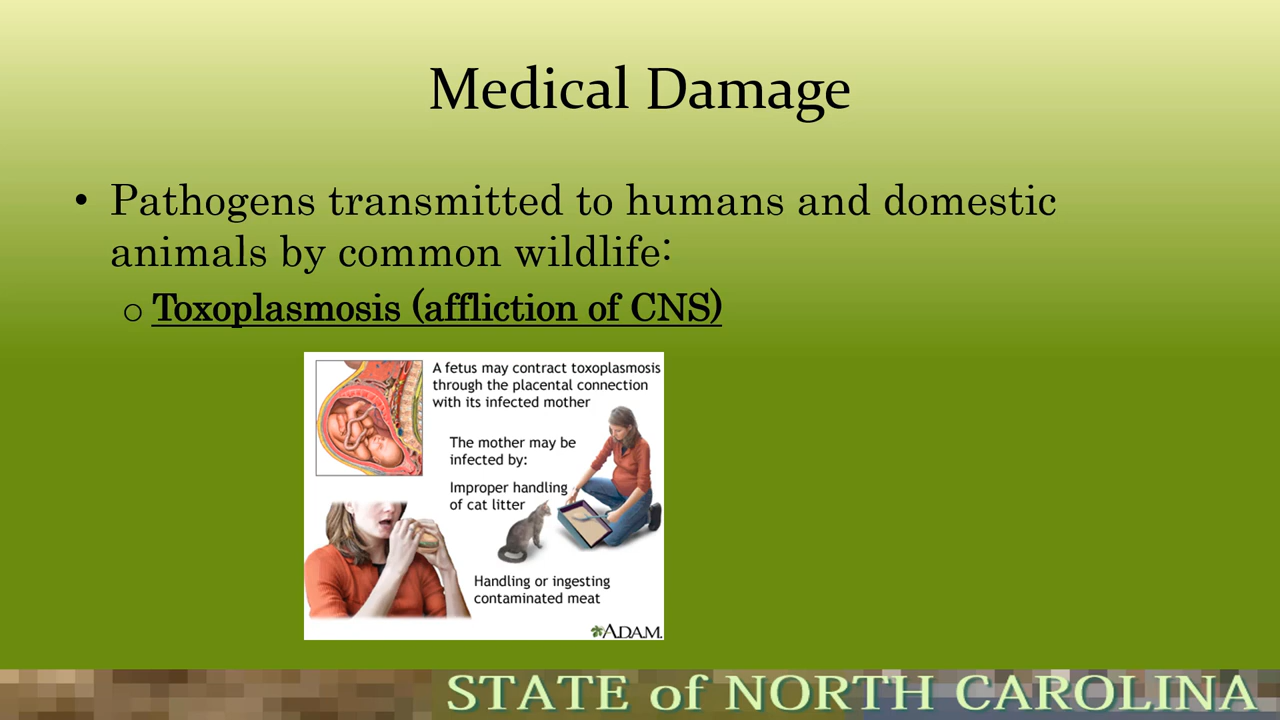 Medical Damage
• Pathogens transmitted to humans and domestic
animals by common wildlife:
o Toxoplasmosis (affliction of CNS)
A fetus may contract toxoplasmosis
through the placental connection
with its infected mother
The mother may be
infected by:
Improper handling
of cat litter
Handling or ingesting
contaminated meat
ADAM.
STATE of NORTH CAROLINA